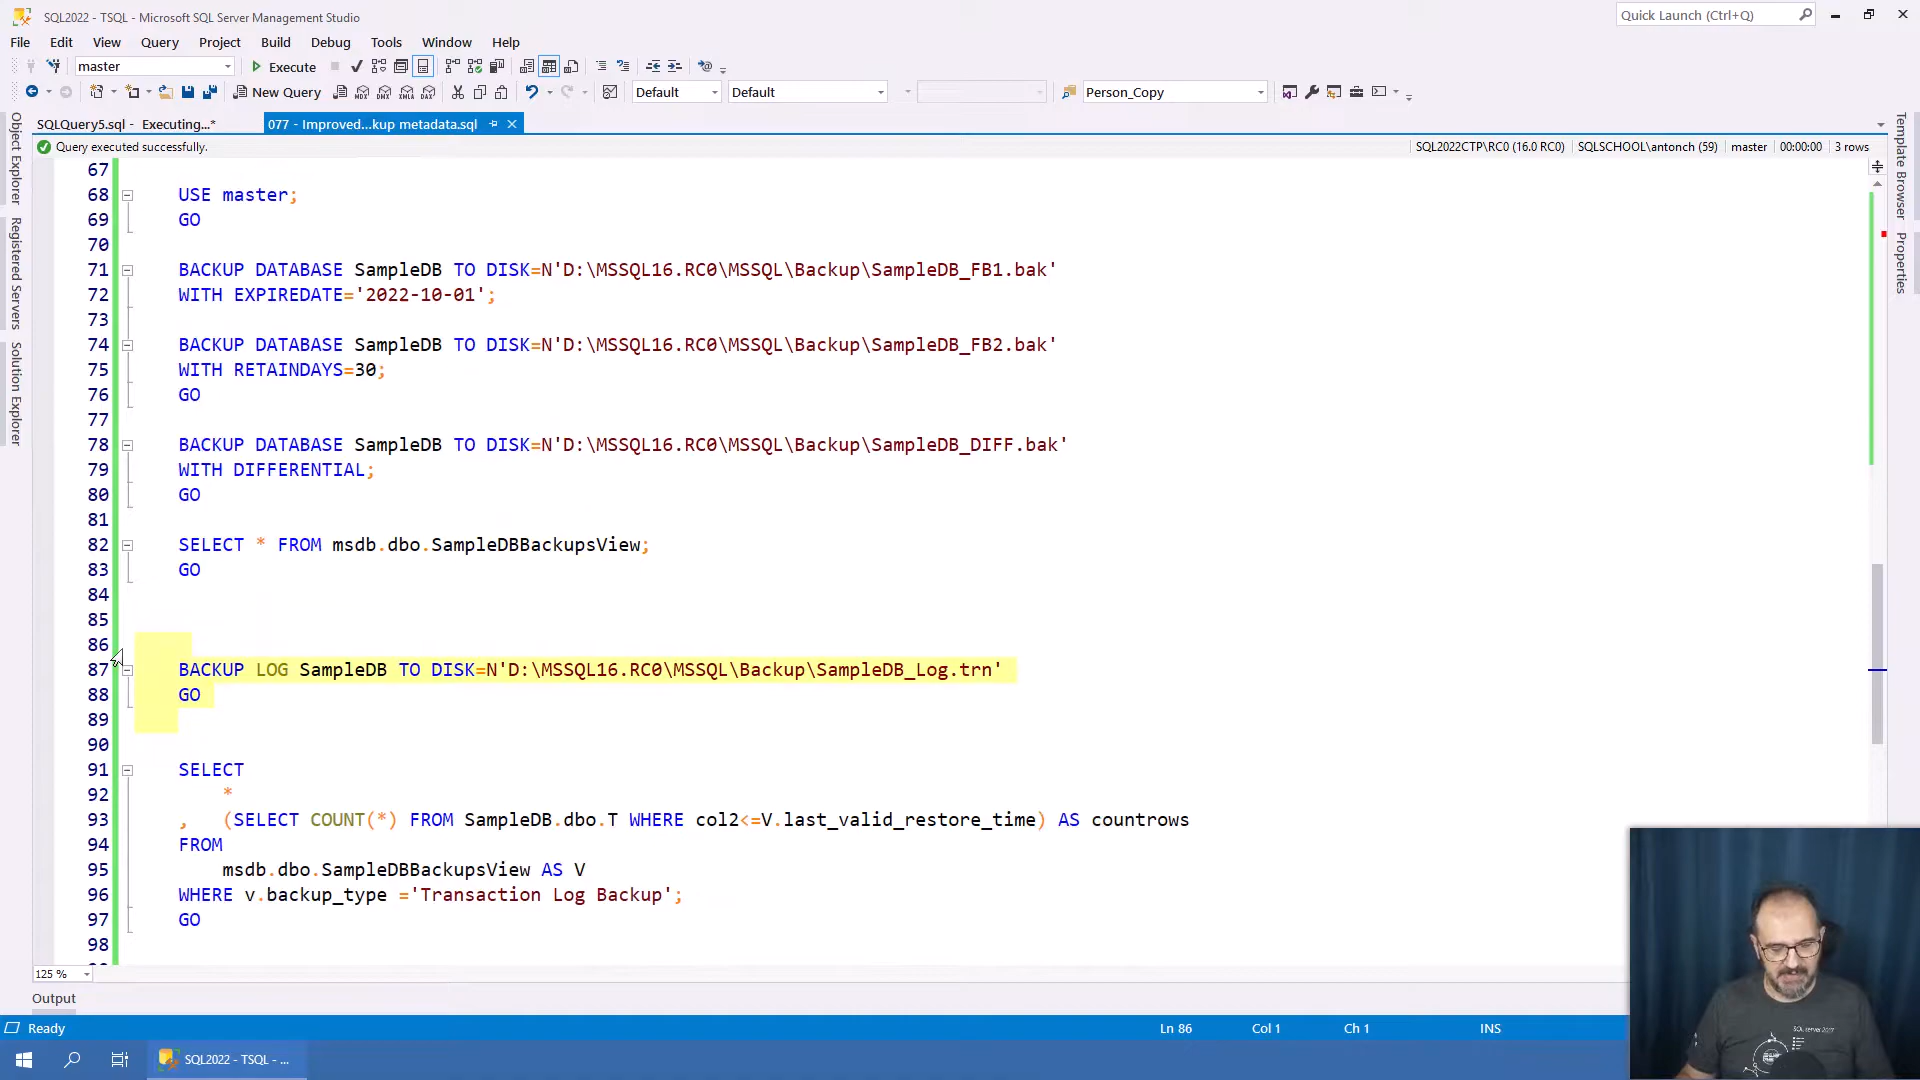 SQL2022 - TSQL - Microsoft SQL Server Management Studio
Quick Launch (Ctrl+Q)
File Edit View Query Project Build Debug Tools Window Help
master Execute
New Query Default Default Person_Copy
SQLQuery5.sql - Executing...*
077 - Improved...kup metadata.sql
Query executed successfully.
SQL2022CTP\RC0 (16.0 RC0) SQLSCHOOL\antonch (59) master 00:00:00 3 rows
Object Explorer
Registered Servers
Solution Explorer
Template Browser
Properties
67
68 USE master;
69 GO
70
71 BACKUP DATABASE SampleDB TO DISK=N'D:\MSSQL16.RC0\MSSQL\Backup\SampleDB_FB1.bak'
72 WITH EXPIREDATE='2022-10-01';
73
74 BACKUP DATABASE SampleDB TO DISK=N'D:\MSSQL16.RC0\MSSQL\Backup\SampleDB_FB2.bak'
75 WITH RETAINDAYS=30;
76 GO
77
78 BACKUP DATABASE SampleDB TO DISK=N'D:\MSSQL16.RC0\MSSQL\Backup\SampleDB_DIFF.bak'
79 WITH DIFFERENTIAL;
80 GO
81
82 SELECT * FROM msdb.dbo.SampleDBBackupsView;
83 GO
84
85
86
87 BACKUP LOG SampleDB TO DISK=N'D:\MSSQL16.RC0\MSSQL\Backup\SampleDB_Log.trn'
88 GO
89
90
91 SELECT
92 *
93 , (SELECT COUNT(*) FROM SampleDB.dbo.T WHERE col2<=V.last_valid_restore_time) AS countrows
94 FROM
95 msdb.dbo.SampleDBBackupsView AS V
96 WHERE v.backup_type ='Transaction Log Backup';
97 GO
98
125 %
Output
Ready Ln 86 Col 1 Ch 1 INS
SQL2022 - TSQL - ...
SQL server 2017